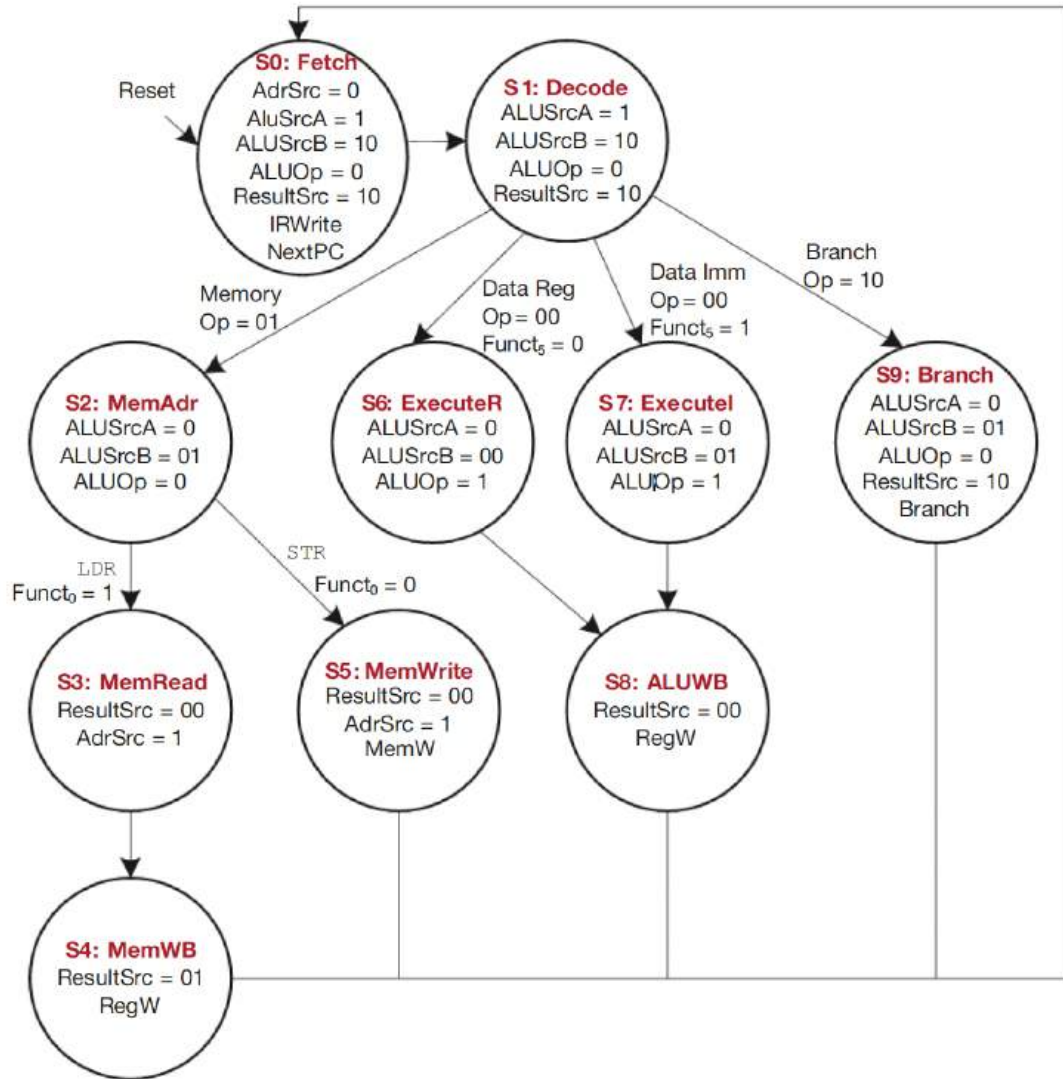 Reset
S0: Fetch
AdrSrc = 0
AluSrcA = 1
ALUSrcB = 10
ALUOp = 0
ResultSrc = 10
IRWrite
NextPC
S1: Decode
ALUSrcA = 1
ALUSrcB = 10
ALUOp = 0
ResultSrc = 10
Memory
Op = 01
Data Reg
Op = 00
Funct₅ = 0
Data Imm
Op = 00
Funct₅ = 1
Branch
Op = 10
S2: MemAdr
ALUSrcA = 0
ALUSrcB = 01
ALUOp = 0
S6: ExecuteR
ALUSrcA = 0
ALUSrcB = 00
ALUOp = 1
S7: ExecuteI
ALUSrcA = 0
ALUSrcB = 01
ALUOp = 1
S9: Branch
ALUSrcA = 0
ALUSrcB = 01
ALUOp = 0
ResultSrc = 10
Branch
LDR
Funct₀ = 1
STR
Funct₀ = 0
S3: MemRead
ResultSrc = 00
AdrSrc = 1
S5: MemWrite
ResultSrc = 00
AdrSrc = 1
MemW
S8: ALUWB
ResultSrc = 00
RegW
S4: MemWB
ResultSrc = 01
RegW